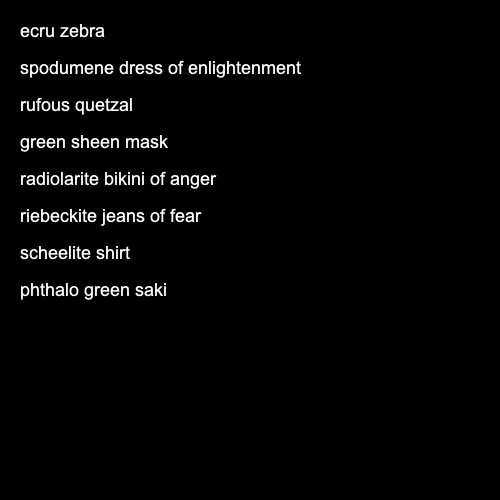 ecru zebra
spodumene dress of enlightenment
rufous quetzal
green sheen mask
radiolarite bikini of anger
riebeckite jeans of fear
scheelite shirt
phthalo green saki